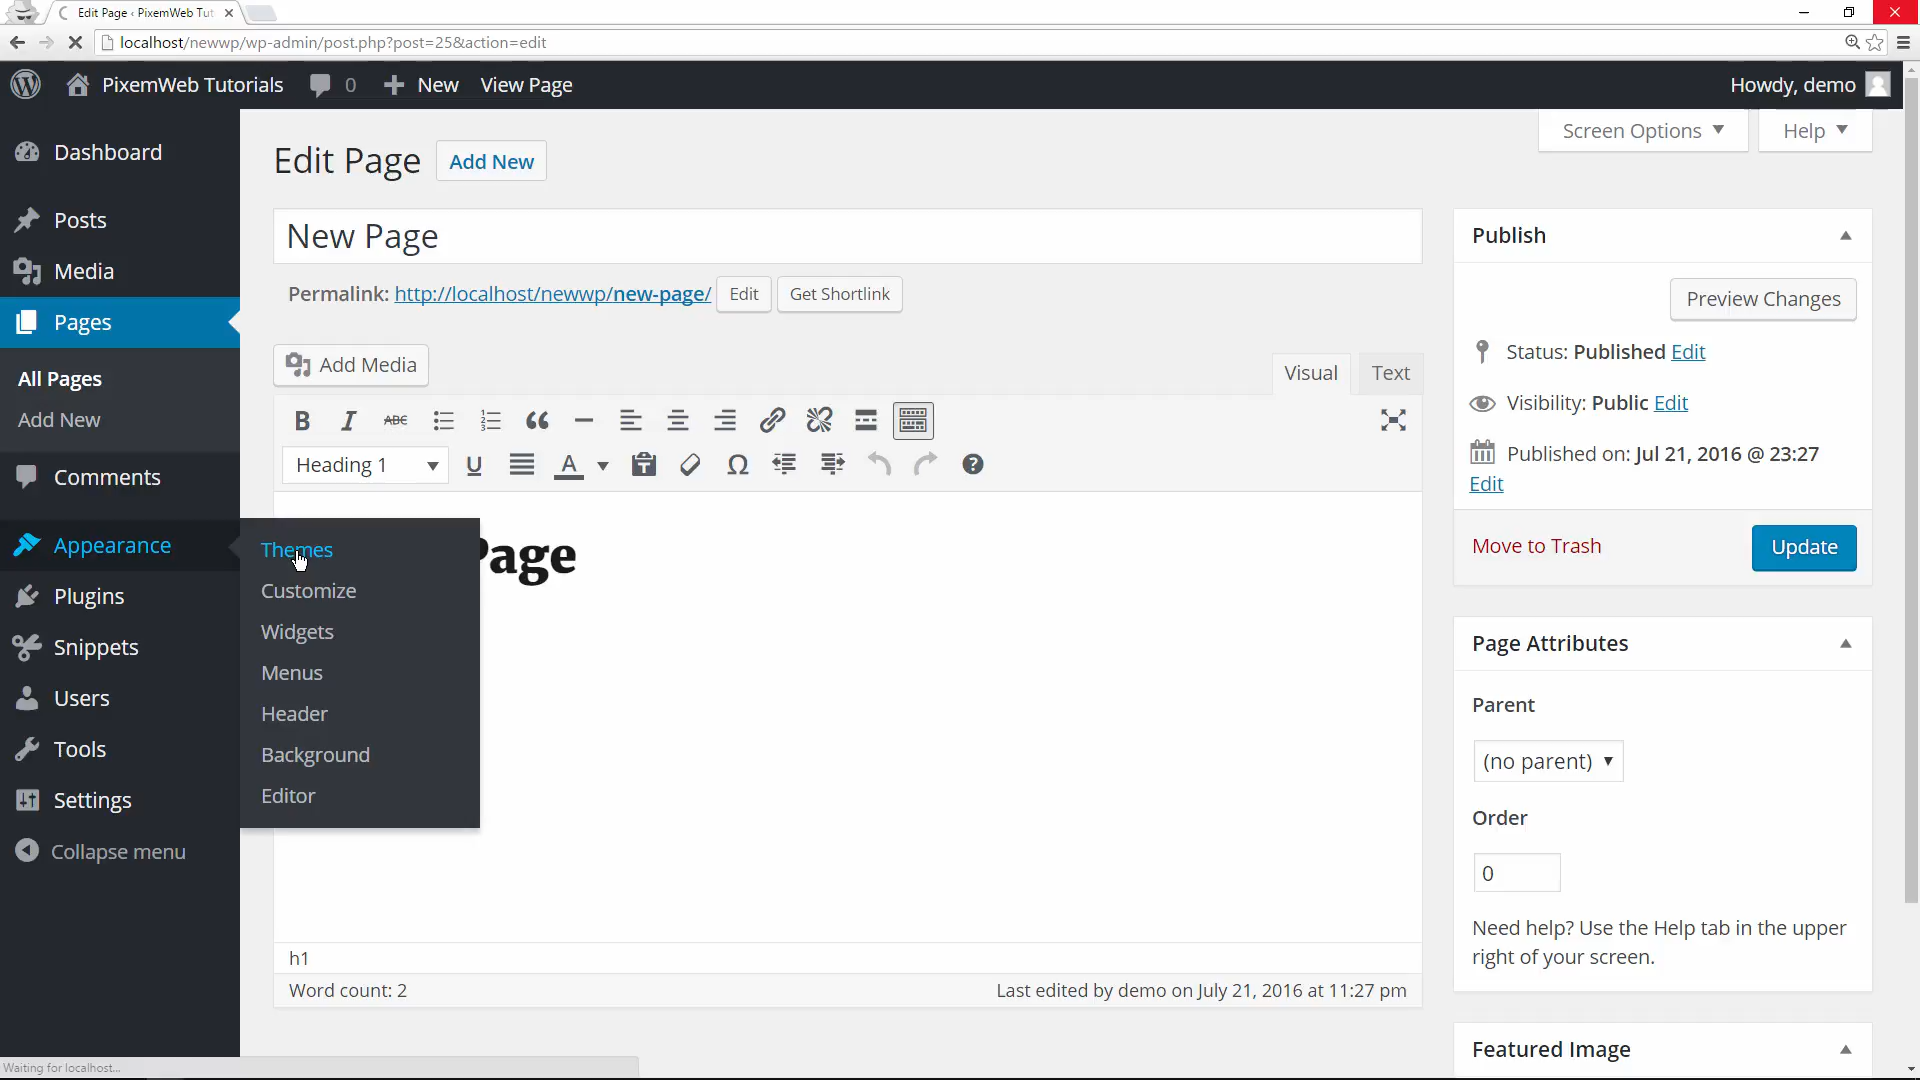 Edit Page ‹ PixemWeb Tut
localhost/newwp/wp-admin/post.php?post=25&action=edit
PixemWeb Tutorials
0
New
View Page
Howdy, demo
Screen Options
Help
Dashboard
Posts
Media
Pages
All Pages
Add New
Comments
Appearance
Plugins
Snippets
Users
Tools
Settings
Collapse menu
Themes
Customize
Widgets
Menus
Header
Background
Editor
Edit Page
Add New
New Page
Permalink: http://localhost/newwp/new-page/
Edit
Get Shortlink
Add Media
Visual
Text
B I ABC
Heading 1
U
A
Ω
Page
h1
Word count: 2
Last edited by demo on July 21, 2016 at 11:27 pm
Publish
Preview Changes
Status: Published Edit
Visibility: Public Edit
Published on: Jul 21, 2016 @ 23:27
Edit
Move to Trash
Update
Page Attributes
Parent
(no parent)
Order
0
Need help? Use the Help tab in the upper
right of your screen.
Featured Image
Waiting for localhost...